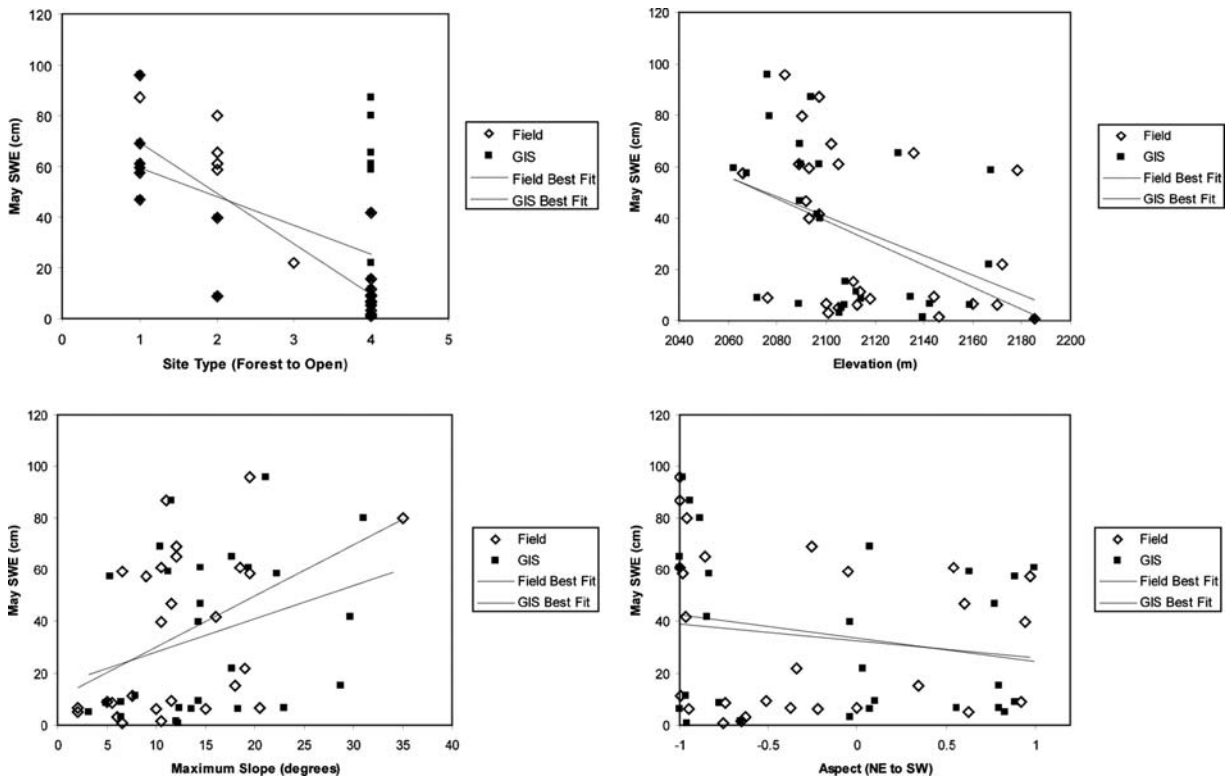 120
100
80
60
40
20
0
May SWE (cm)
0 1 2 3 4 5
Site Type (Forest to Open)
Field
GIS
Field Best Fit
GIS Best Fit
120
100
80
60
40
20
0
May SWE (cm)
2040 2060 2080 2100 2120 2140 2160 2180 2200
Elevation (m)
Field
GIS
Field Best Fit
GIS Best Fit
120
100
80
60
40
20
0
May SWE (cm)
0 5 10 15 20 25 30 35 40
Maximum Slope (degrees)
Field
GIS
Field Best Fit
GIS Best Fit
120
100
80
60
40
20
0
May SWE (cm)
-1 -0.5 0 0.5 1
Aspect (NE to SW)
Field
GIS
Field Best Fit
GIS Best Fit